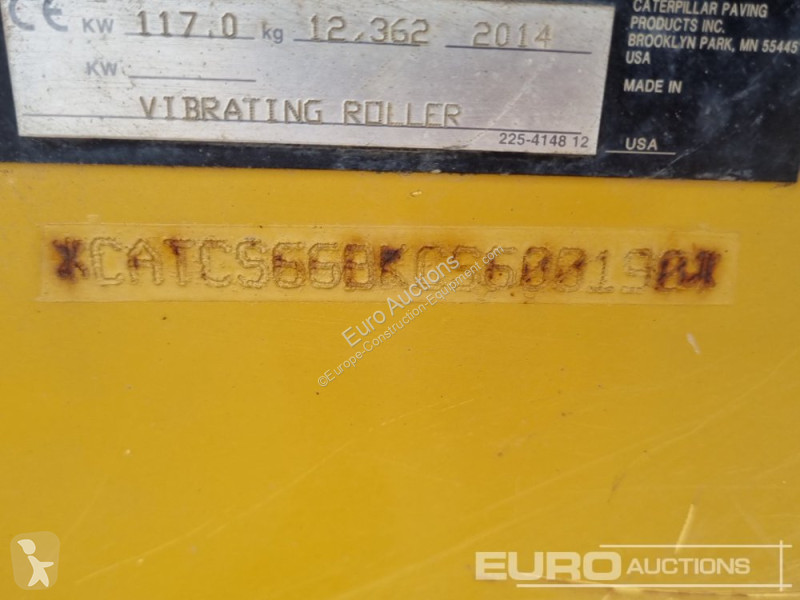 CE KW 117.0 kg 12,362 2014
KW
VIBRATING ROLLER
225-4148 12
CATERPILLAR PAVING
PRODUCTS INC.
BROOKLYN PARK, MN 55445
USA
MADE IN
USA
*CATCS66BKCS600190*
Euro Auctions
©Europe-Construction-Equipment.com
EURO AUCTIONS